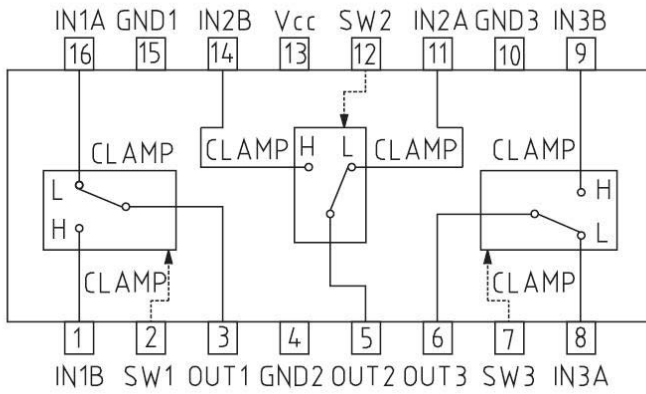 IN1A GND1 IN2B Vcc SW2 IN2A GND3 IN3B
16 15 14 13 12 11 10 9
CLAMP CLAMP H L CLAMP CLAMP
L H
H L
CLAMP CLAMP
1 2 3 4 5 6 7 8
IN1B SW1 OUT1 GND2 OUT2 OUT3 SW3 IN3A